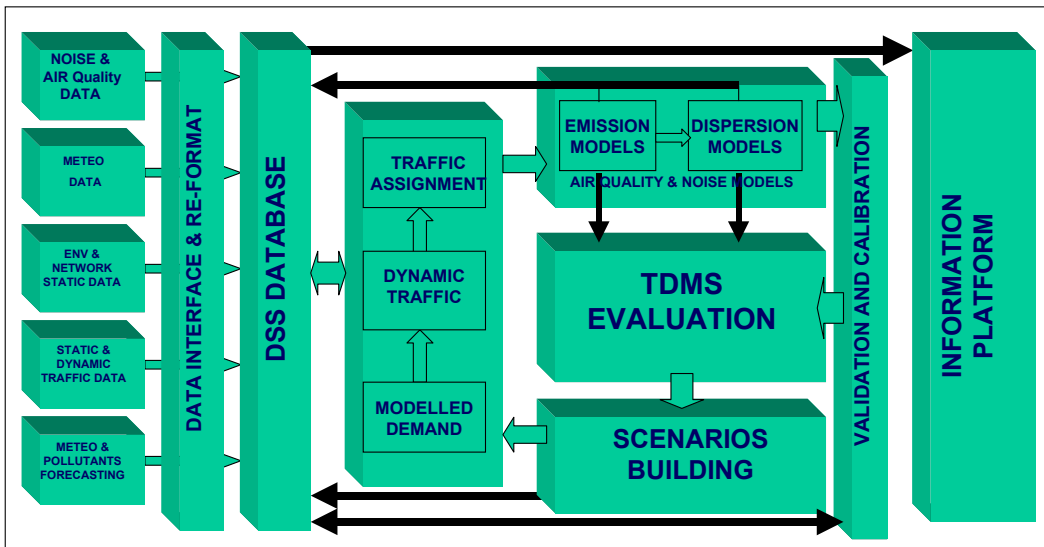 NOISE &
AIR Quality
DATA
METEO
DATA
ENV &
NETWORK
STATIC DATA
STATIC &
DYNAMIC
TRAFFIC DATA
METEO &
POLLUTANTS
FORECASTING
DATA INTERFACE & RE-FORMAT
DSS DATABASE
TRAFFIC
ASSIGNMENT
DYNAMIC
TRAFFIC
MODELLED
DEMAND
EMISSION
MODELS
DISPERSION
MODELS
AIR QUALITY & NOISE MODELS
TDMS
EVALUATION
SCENARIOS
BUILDING
VALIDATION AND CALIBRATION
INFORMATION
PLATFORM